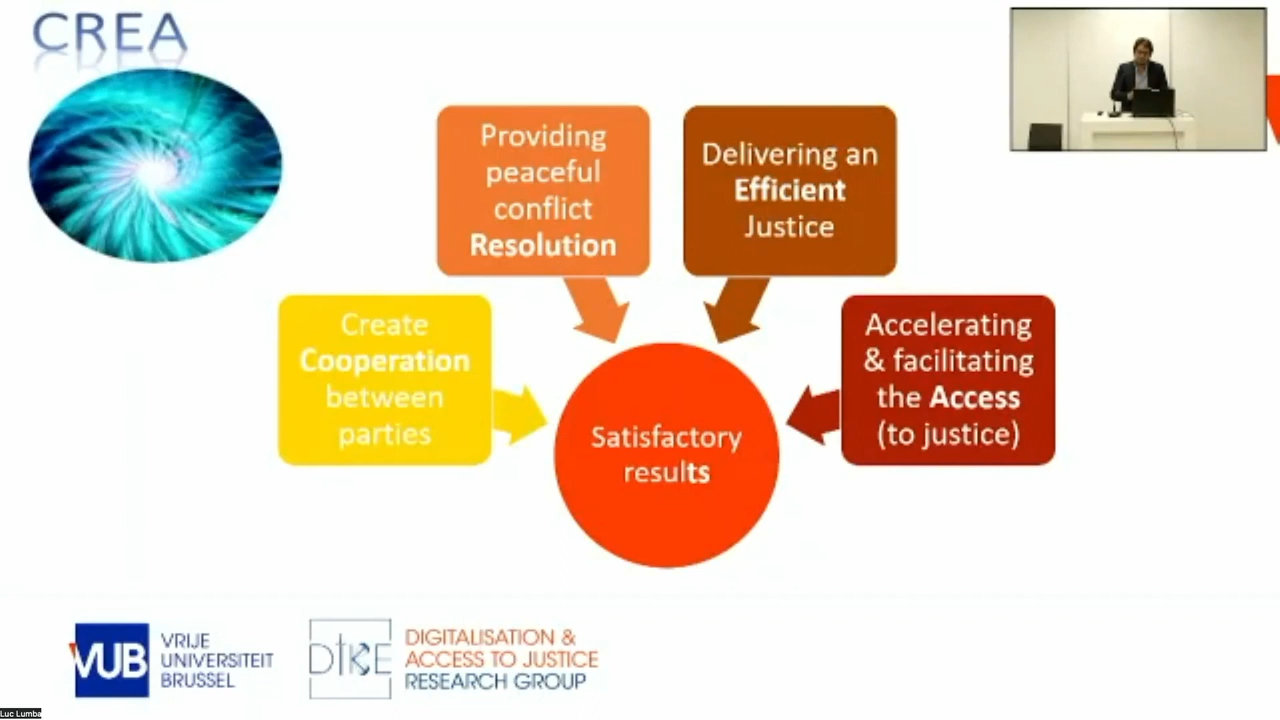 CREA
Providing
peaceful
conflict
Resolution
Delivering an
Efficient
Justice
Create
Cooperation
between
parties
Accelerating
& facilitating
the Access
(to justice)
Satisfactory
results
VUB
VRIJE
UNIVERSITEIT
BRUSSEL
DIKE
DIGITALISATION &
ACCESS TO JUSTICE
RESEARCH GROUP
Luc Lumba